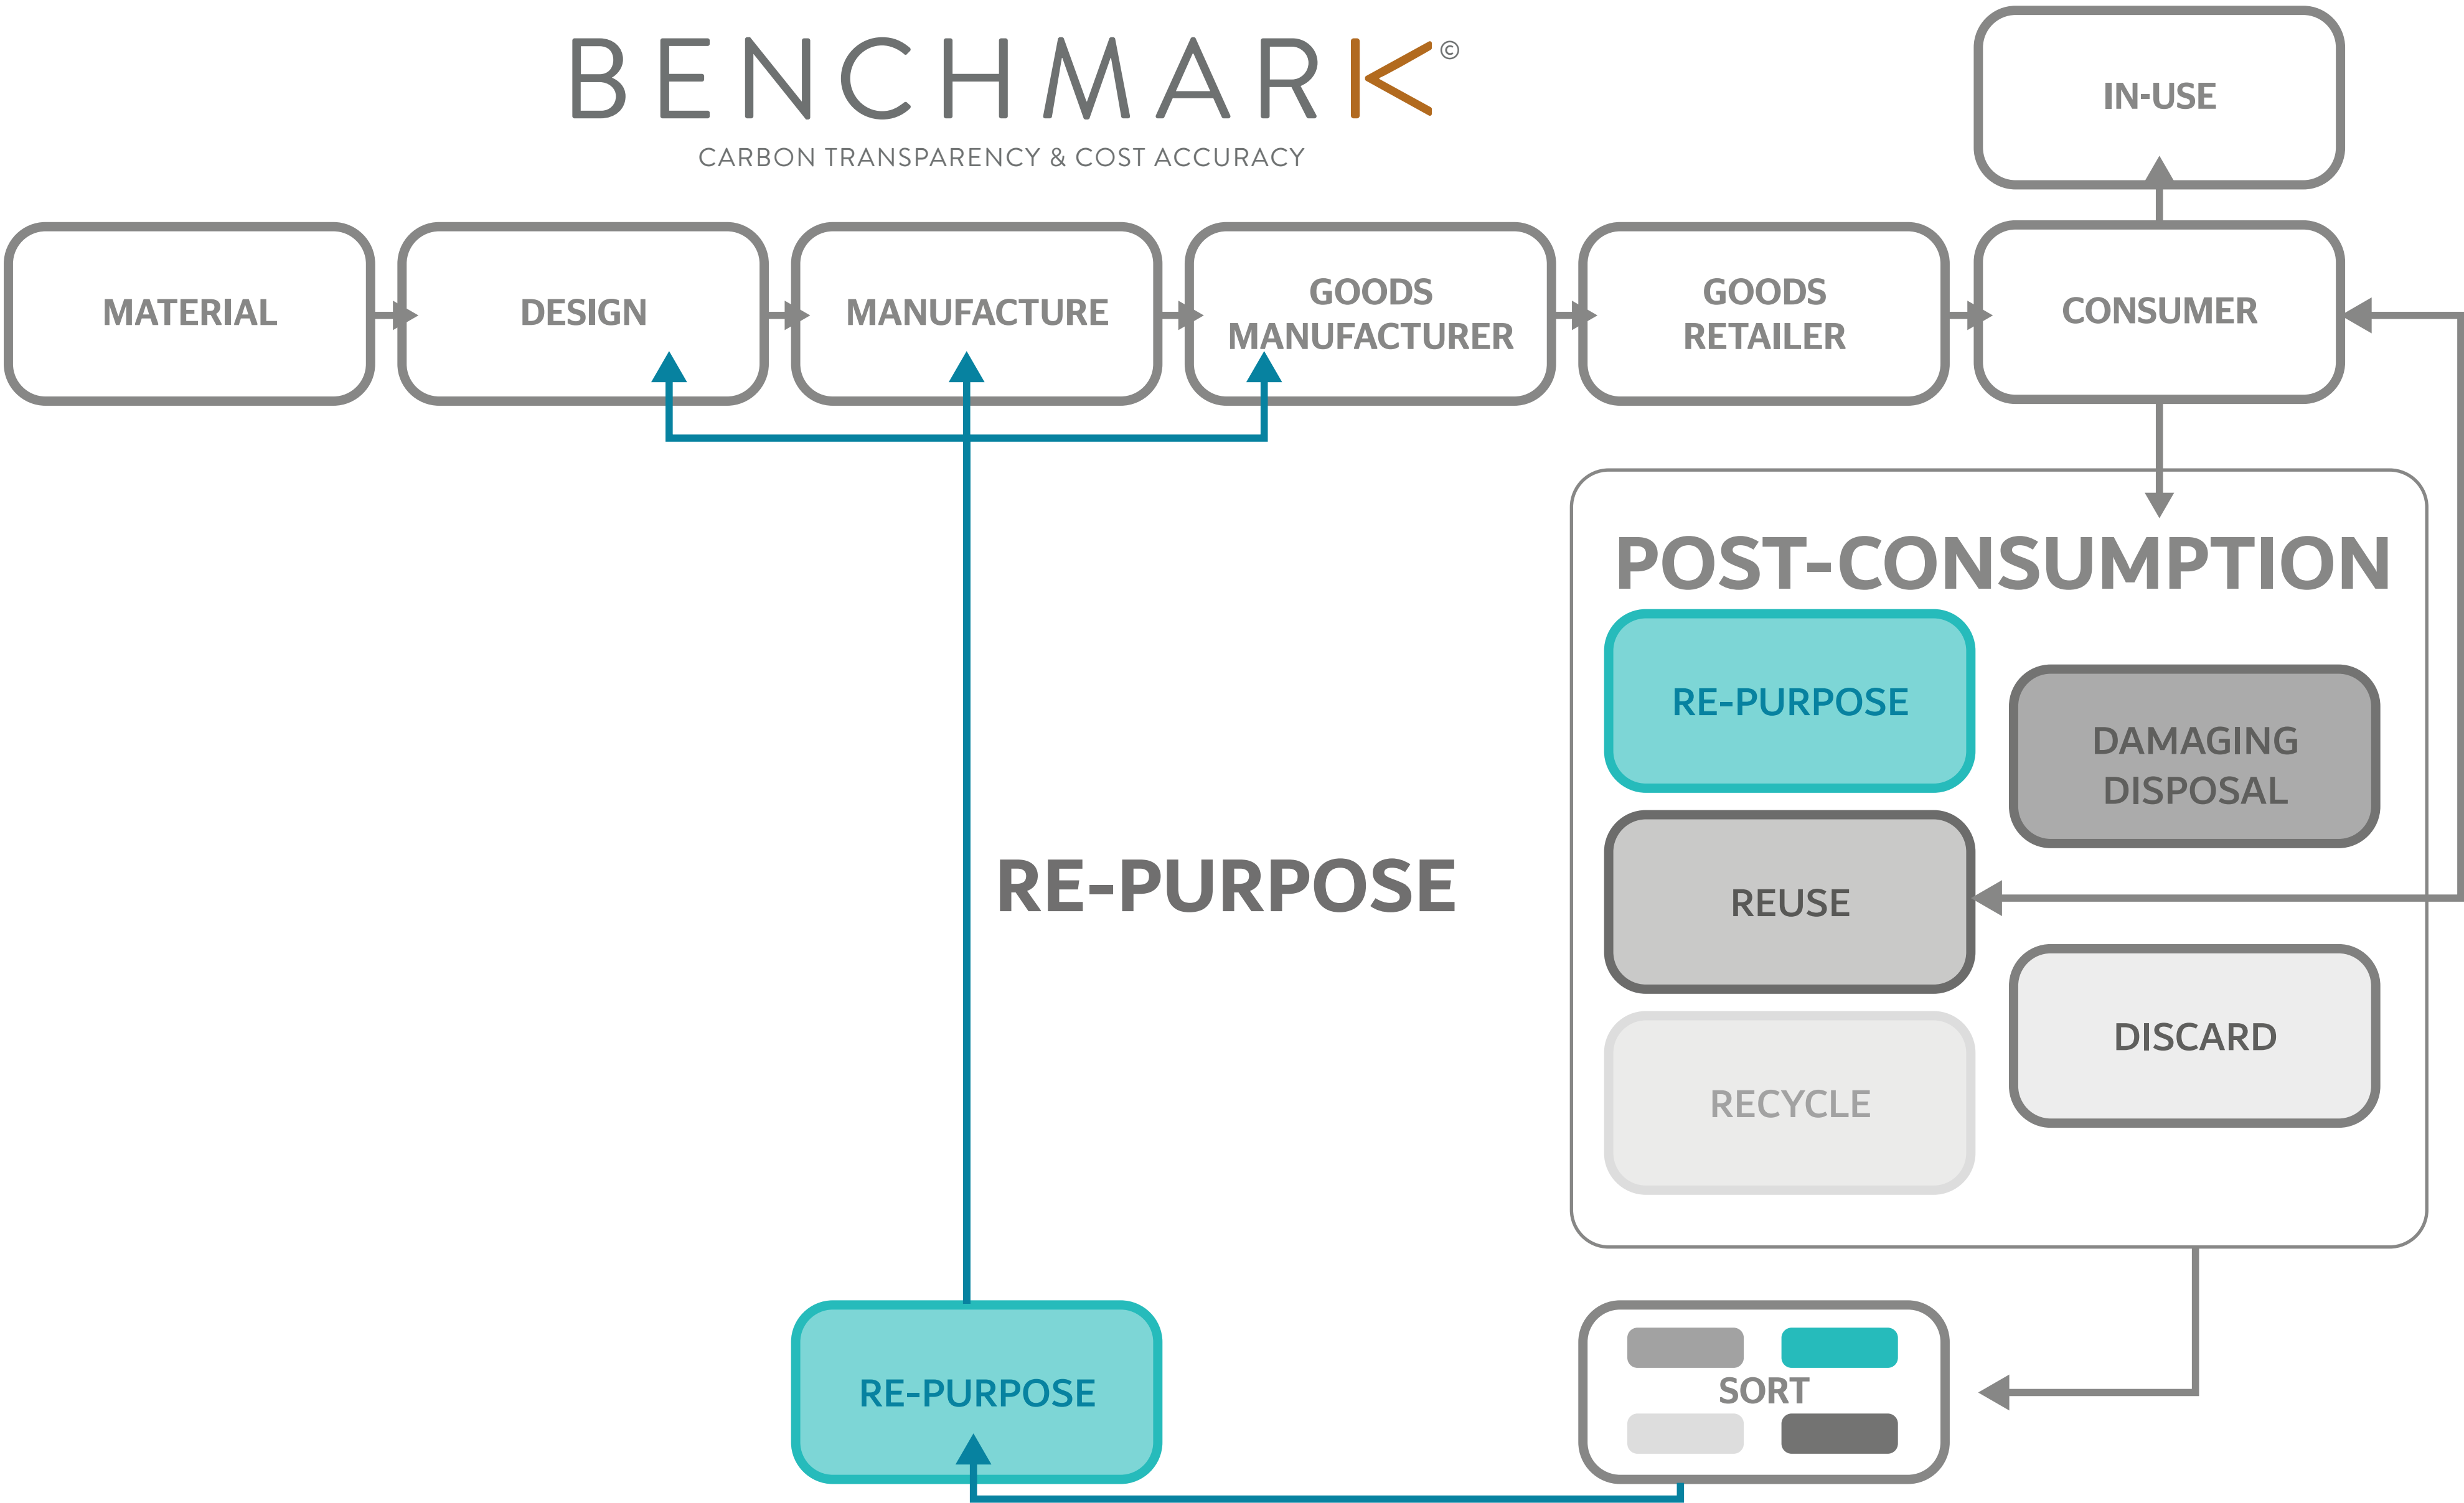 BENCHMARK©
CARBON TRANSPARENCY & COST ACCURACY
IN-USE
MATERIAL
DESIGN
MANUFACTURE
GOODS
MANUFACTURER
GOODS
RETAILER
CONSUMER
POST-CONSUMPTION
RE-PURPOSE
DAMAGING
DISPOSAL
REUSE
RECYCLE
DISCARD
RE-PURPOSE
RE-PURPOSE
SORT